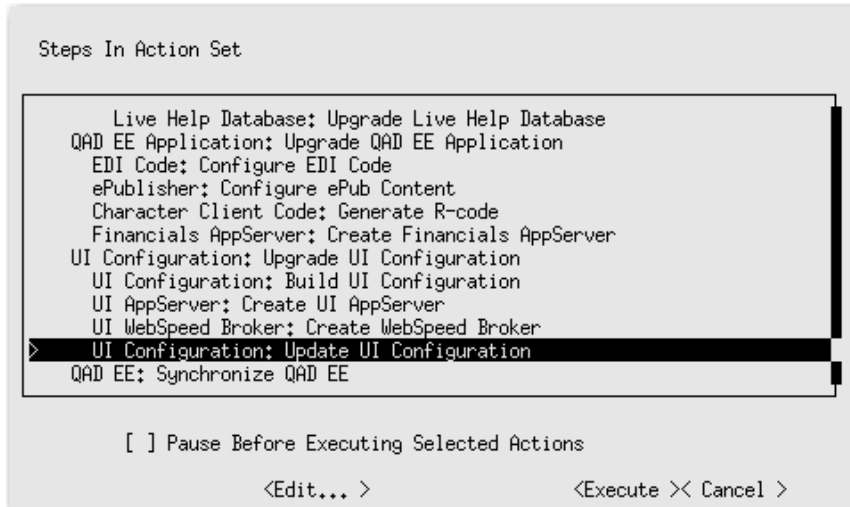 Steps In Action Set
Live Help Database: Upgrade Live Help Database
QAD EE Application: Upgrade QAD EE Application
EDI Code: Configure EDI Code
ePublisher: Configure ePub Content
Character Client Code: Generate R-code
Financials AppServer: Create Financials AppServer
UI Configuration: Upgrade UI Configuration
UI Configuration: Build UI Configuration
UI AppServer: Create UI AppServer
UI WebSpeed Broker: Create WebSpeed Broker
> UI Configuration: Update UI Configuration
QAD EE: Synchronize QAD EE
[ ] Pause Before Executing Selected Actions
<Edit... > <Execute >< Cancel >